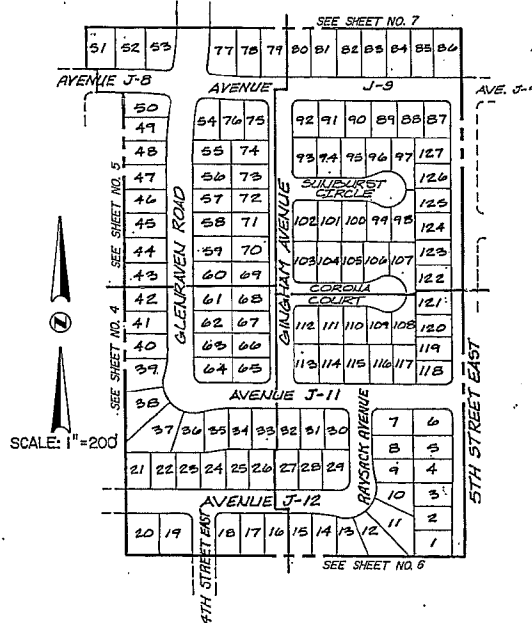 SEE SHEET NO. 7
51 52 53 77 78 79 80 81 82 83 84 85 86
AVENUE J-8
AVENUE J-9
AVE. J-9
50 54 76 75 92 91 90 89 88 87
49
48 55 74 93 94 95 96 97 127
47 56 73 SUNBURST CIRCLE 126
46 57 72 125
45 58 71 102 101 100 99 98 124
44 59 70 103 104 105 106 107 123
43 60 69 122
42 61 68 CORONA COURT 121
41 62 67 112 111 110 109 108 120
40 63 66 119
39 64 65 113 114 115 116 117 118
SEE SHEET NO. 5
SEE SHEET NO. 4
GLENRAVEN ROAD
GINGHAM AVENUE
N
SCALE: 1"=200'
AVENUE J-11
38 37 36 35 34 33 32 31 30 7 6
8 5
21 22 23 24 25 26 27 28 29 9 4
10 3
AVENUE J-12
RAYSACK AVENUE
5TH STREET EAST
20 19 18 17 16 15 14 13 12 11 2
1
4TH STREET EAST
SEE SHEET NO. 6